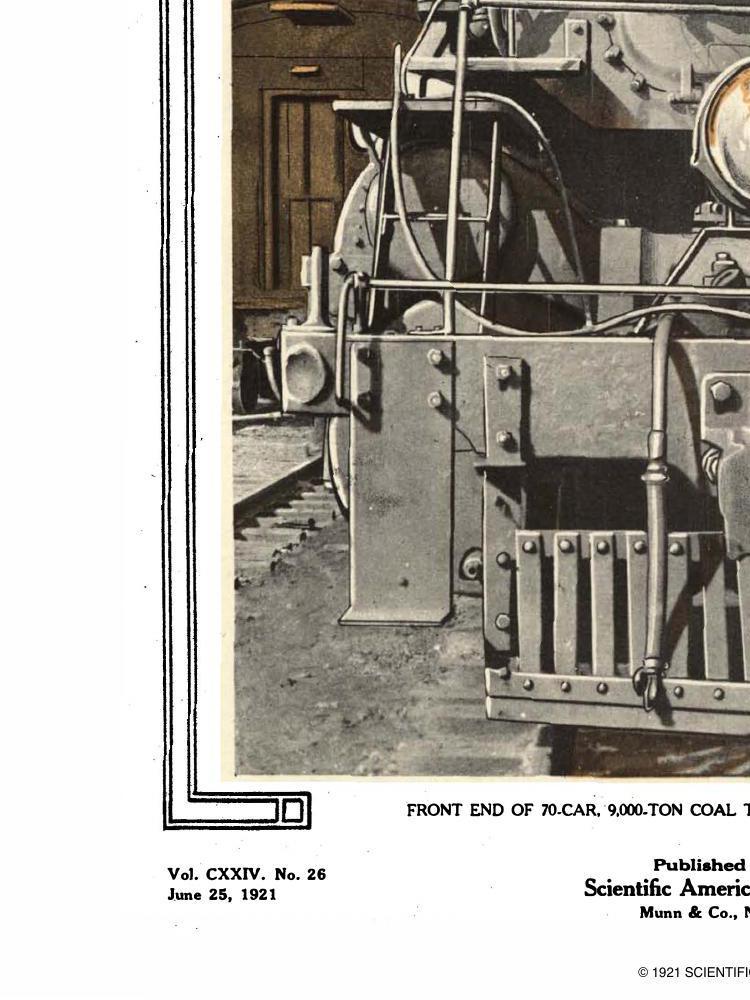 FRONT END OF 70-CAR, 9,000-TON COAL T
Vol. CXXIV. No. 26
June 25, 1921
Published
Scientific Americ
Munn & Co., N
© 1921 SCIENTIFI